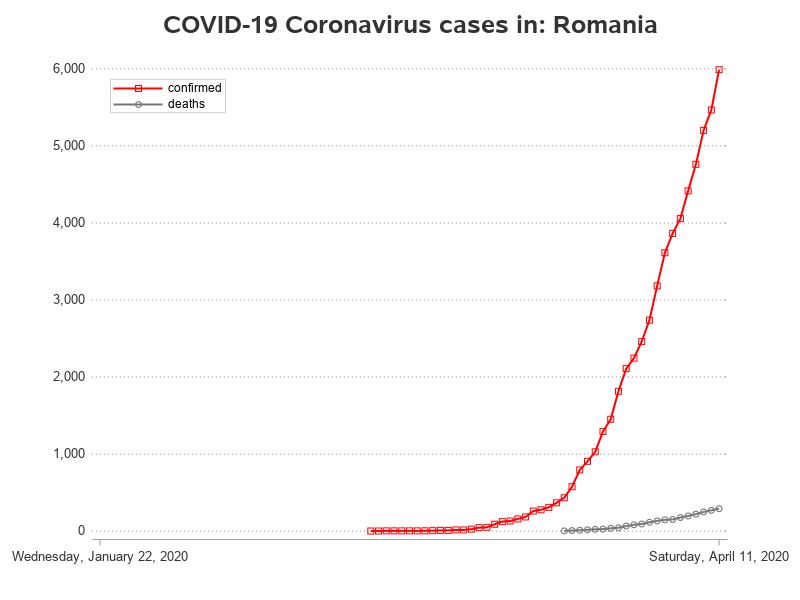 COVID-19 Coronavirus cases in: Romania
6,000
confirmed
deaths
5,000
4,000
3,000
2,000
1,000
0
Wednesday, January 22, 2020
Saturday, April 11, 2020